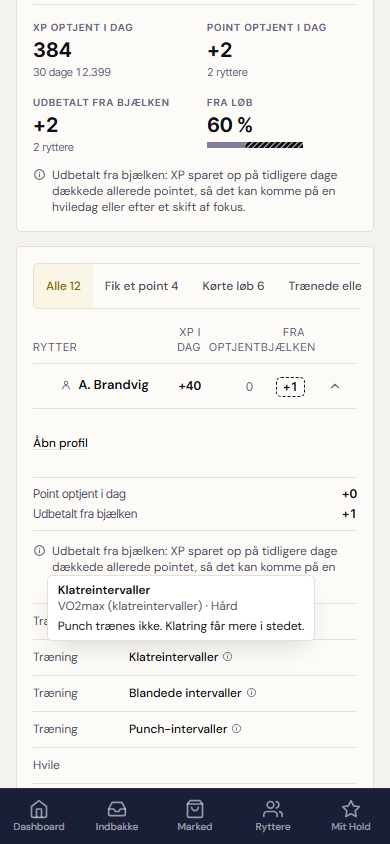 XP OPTJENT I DAG
384
30 dage 12.399
POINT OPTJENT I DAG
+2
2 ryttere
UDBETALT FRA BJÆLKEN
+2
2 ryttere
FRA LØB
60 %
Udbetalt fra bjælken: XP sparet op på tidligere dage
dækkede allerede pointet, så det kan komme på en
hviledag eller efter et skift af fokus.
Alle 12 Fik et point 4 Kørte løb 6 Trænede elle
RYTTER XP I DAG OPTJENT FRA BJÆLKEN
A. Brandvig +40 0 +1
Åbn profil
Point optjent i dag +0
Udbetalt fra bjælken +1
Udbetalt fra bjælken: XP sparet op på tidligere dage
dækkede allerede pointet, så det kan komme på en
Klatreintervaller
VO2max (klatreintervaller) · Hård
Punch trænes ikke. Klatring får mere i stedet.
Træning Klatreintervaller
Træning Blandede intervaller
Træning Punch-intervaller
Hvile
Dashboard Indbakke Marked Ryttere Mit Hold